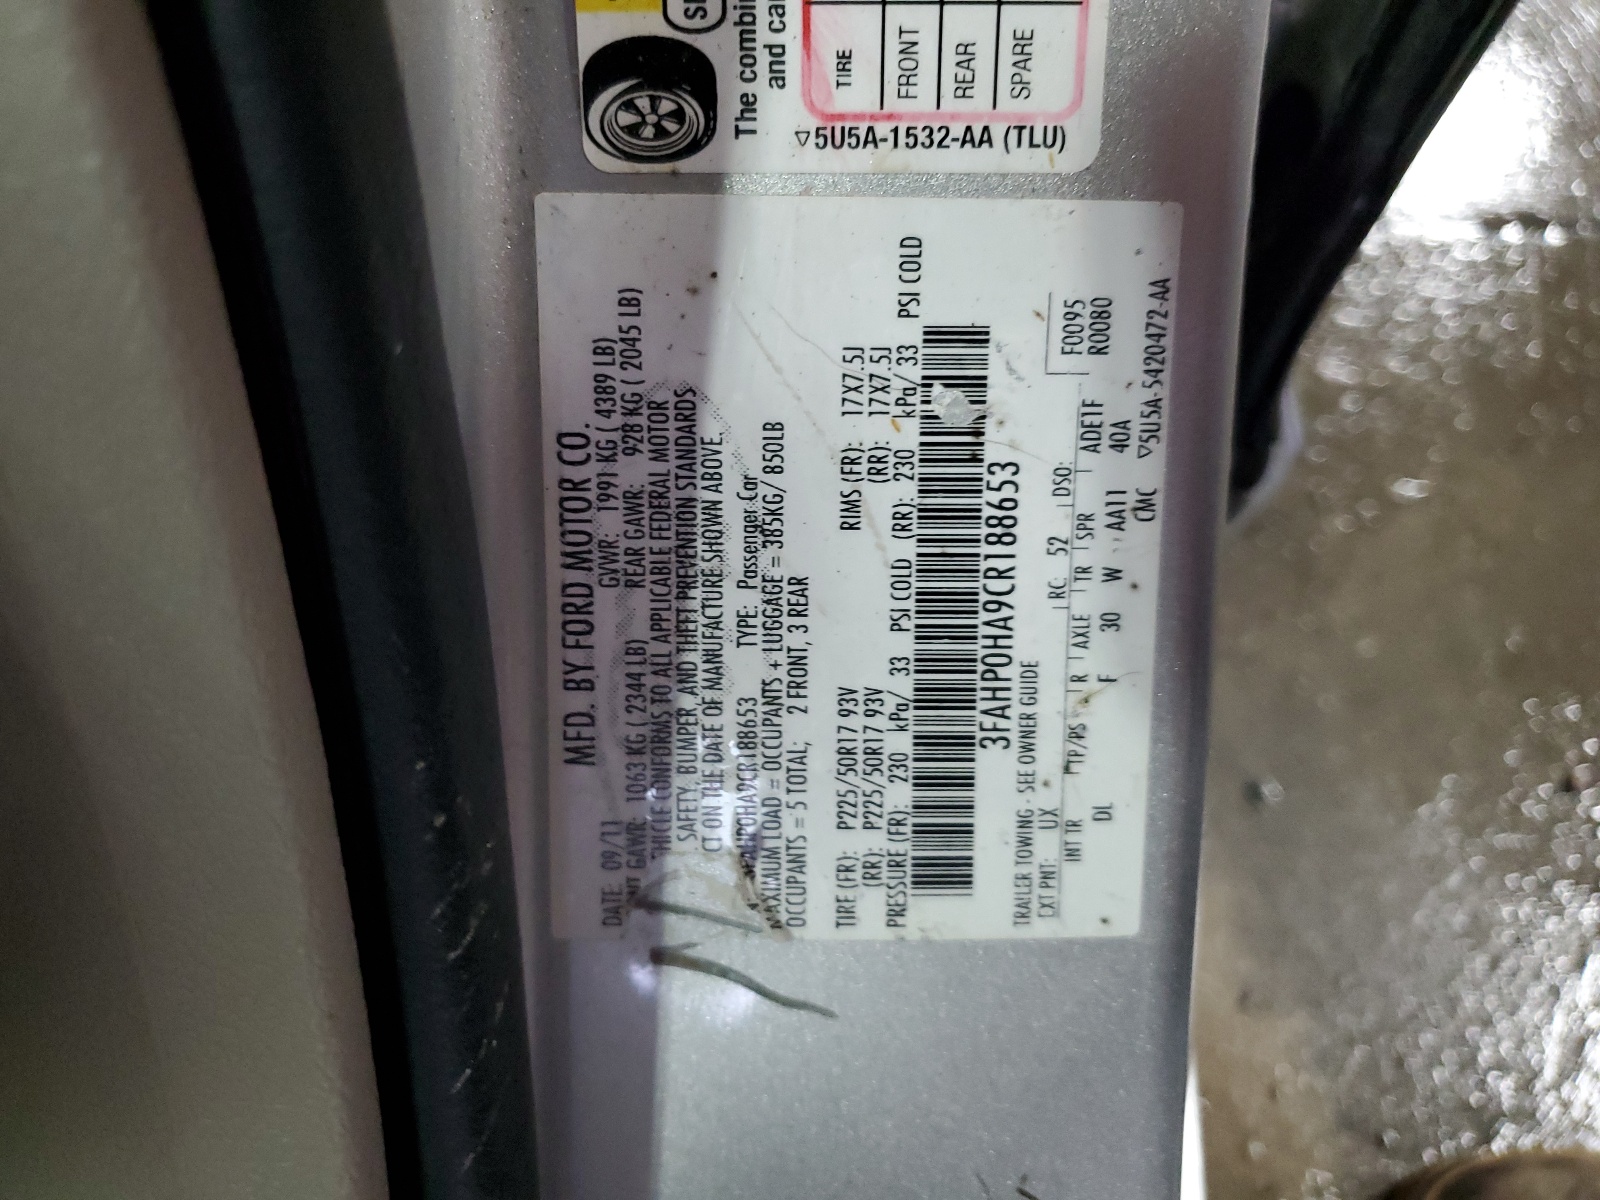 SE
The combi
and ca
TIRE
FRONT
REAR
SPARE
▽5U5A-1532-AA (TLU)
MFD. BY FORD MOTOR CO.
DATE: 09/11 GVWR: 1991 KG ( 4389 LB)
GAWR: 1063 KG ( 2344 LB) REAR GAWR: 928 KG ( 2045 LB)
EHICLE CONFORMS TO ALL APPLICABLE FEDERAL MOTOR
SAFETY, BUMPER, AND THEFT PREVENTION STANDARDS
CT ON THE DATE OF MANUFACTURE SHOWN ABOVE.
FAHP0HA9CR188653 TYPE: Passenger Car
MAXIMUM LOAD = OCCUPANTS + LUGGAGE = 385KG/ 850LB
OCCUPANTS = 5 TOTAL; 2 FRONT, 3 REAR
TIRE (FR): P225/50R17 93V RIMS (FR): 17X7.5J
(RR): P225/50R17 93V (RR): 17X7.5J
PRESSURE (FR): 230 kPa/ 33 PSI COLD (RR): 230 kPa/ 33 PSI COLD
3FAHP0HA9CR188653
TRAILER TOWING - SEE OWNER GUIDE
EXT PNT: UX RC: 52 DSO: F0095
R0080
INT TR TP/PS R AXLE TR SPR ADE1F
DL F 30 W AA11 40A
CMC ▽5U5A-5420472-AA